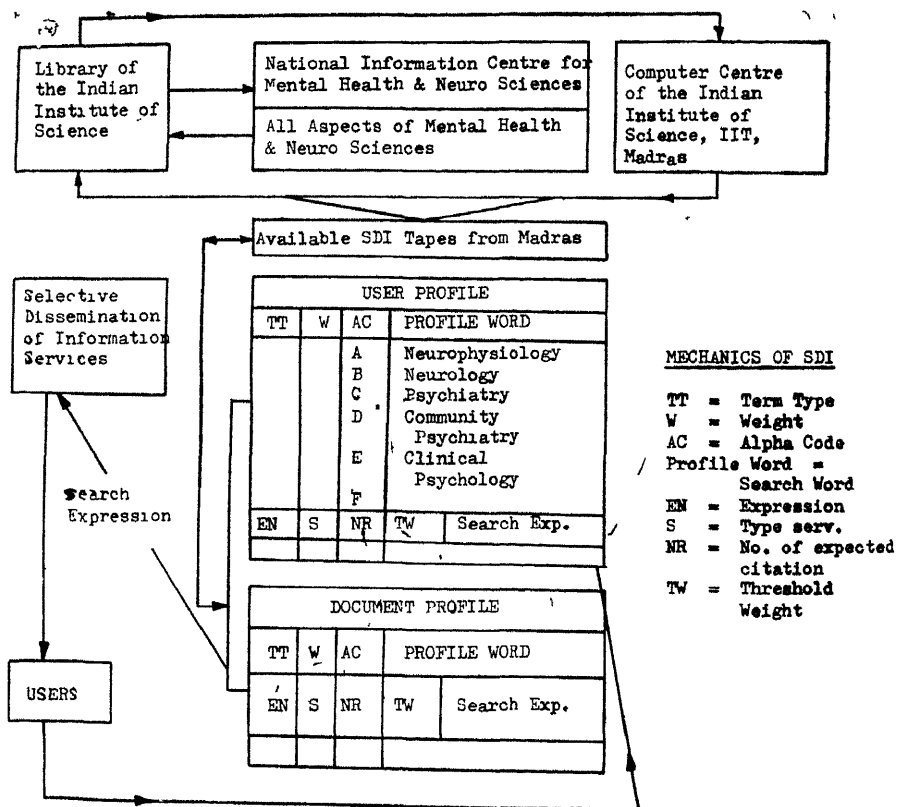 Library of
the Indian
Institute of
Science
National Information Centre for
Mental Health & Neuro Sciences
All Aspects of Mental Health
& Neuro Sciences
Computer Centre
of the Indian
Institute of
Science, IIT,
Madras
Available SDI Tapes from Madras
Selective
Dissemination
of Information
Services
USER PROFILE
TT W AC PROFILE WORD
A Neurophysiology
B Neurology
C Psychiatry
D Community
Psychiatry
E Clinical
Psychology
F
EN S NR TW Search Exp.
MECHANICS OF SDI
TT = Term Type
W = Weight
AC = Alpha Code
Profile Word =
Search Word
EN = Expression
S = Type serv.
NR = No. of expected
citation
TW = Threshold
Weight
Search
Expression
DOCUMENT PROFILE
TT W AC PROFILE WORD
EN S NR TW Search Exp.
USERS